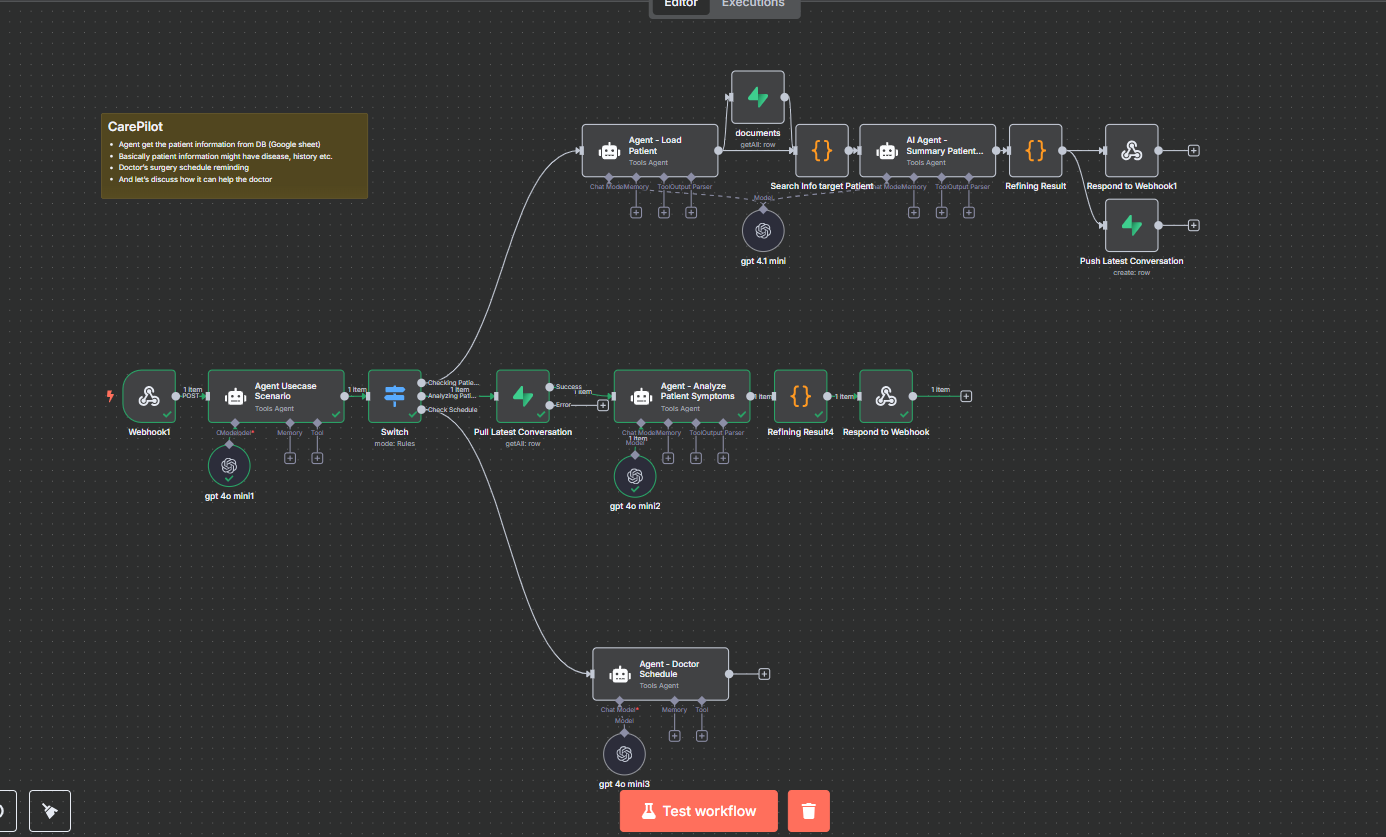 Editor Executions
CarePilot
Agent get the patient information from DB (Google sheet)
Basically patient information might have disease, history etc.
Doctor's surgery schedule reminding
And let's discuss how it can help the doctor
documents
getAll: row
Agent - Load
Patient
Tools Agent
Chat Model
Memory
Tool
Output Parser
Search Info target Patient
AI Agent -
Summary Patient...
Tools Agent
Memory
Tool
Output Parser
Model
gpt 4.1 mini
Refining Result
Respond to Webhook1
Push Latest Conversation
create: row
Webhook1
POST
1 item
Agent Usecase
Scenario
Tools Agent
Model*
Memory
Tool
gpt 4o mini1
1 item
Switch
mode: Rules
Checking Patie...
1 item
Analyzing Pati...
Check Schedule
Pull Latest Conversation
getAll: row
Success
1 item
Error
Agent - Analyze
Patient Symptoms
Tools Agent
Chat Model
Memory
Tool
Output Parser
1 item
Model
gpt 4o mini2
1 item
Refining Result4
1 item
Respond to Webhook
1 item
Agent - Doctor
Schedule
Tools Agent
Chat Model*
Memory
Tool
Model
gpt 4o mini3
Test workflow